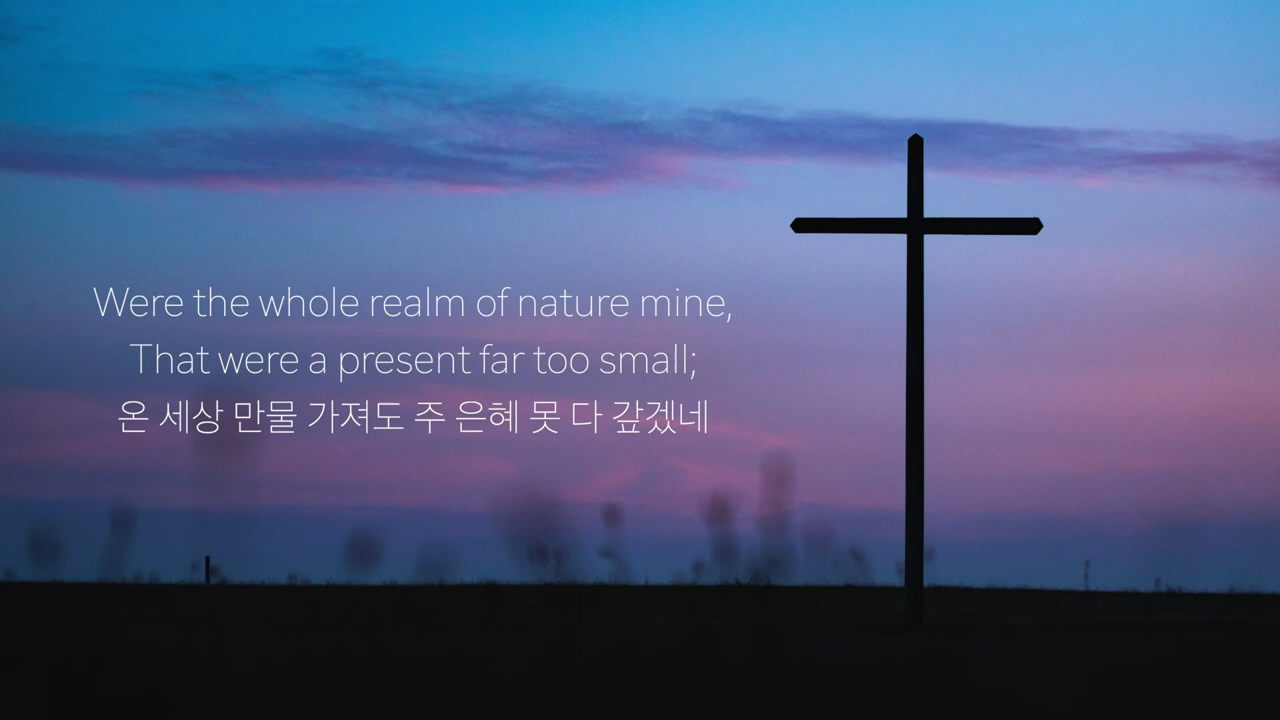 Were the whole realm of nature mine,
That were a present far too small;
온 세상 만물 가져도 주 은혜 못 다 갚겠네